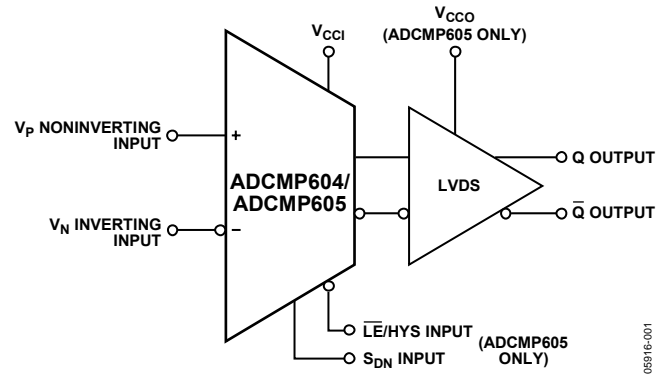 V_CCI
V_CCO
(ADCMP605 ONLY)
V_P NONINVERTING
INPUT
+
Q OUTPUT
ADCMP604/
ADCMP605
LVDS
V_N INVERTING
INPUT
–
Q̅ OUTPUT
L̅E̅/HYS INPUT
(ADCMP605
ONLY)
S_DN INPUT
05916-001